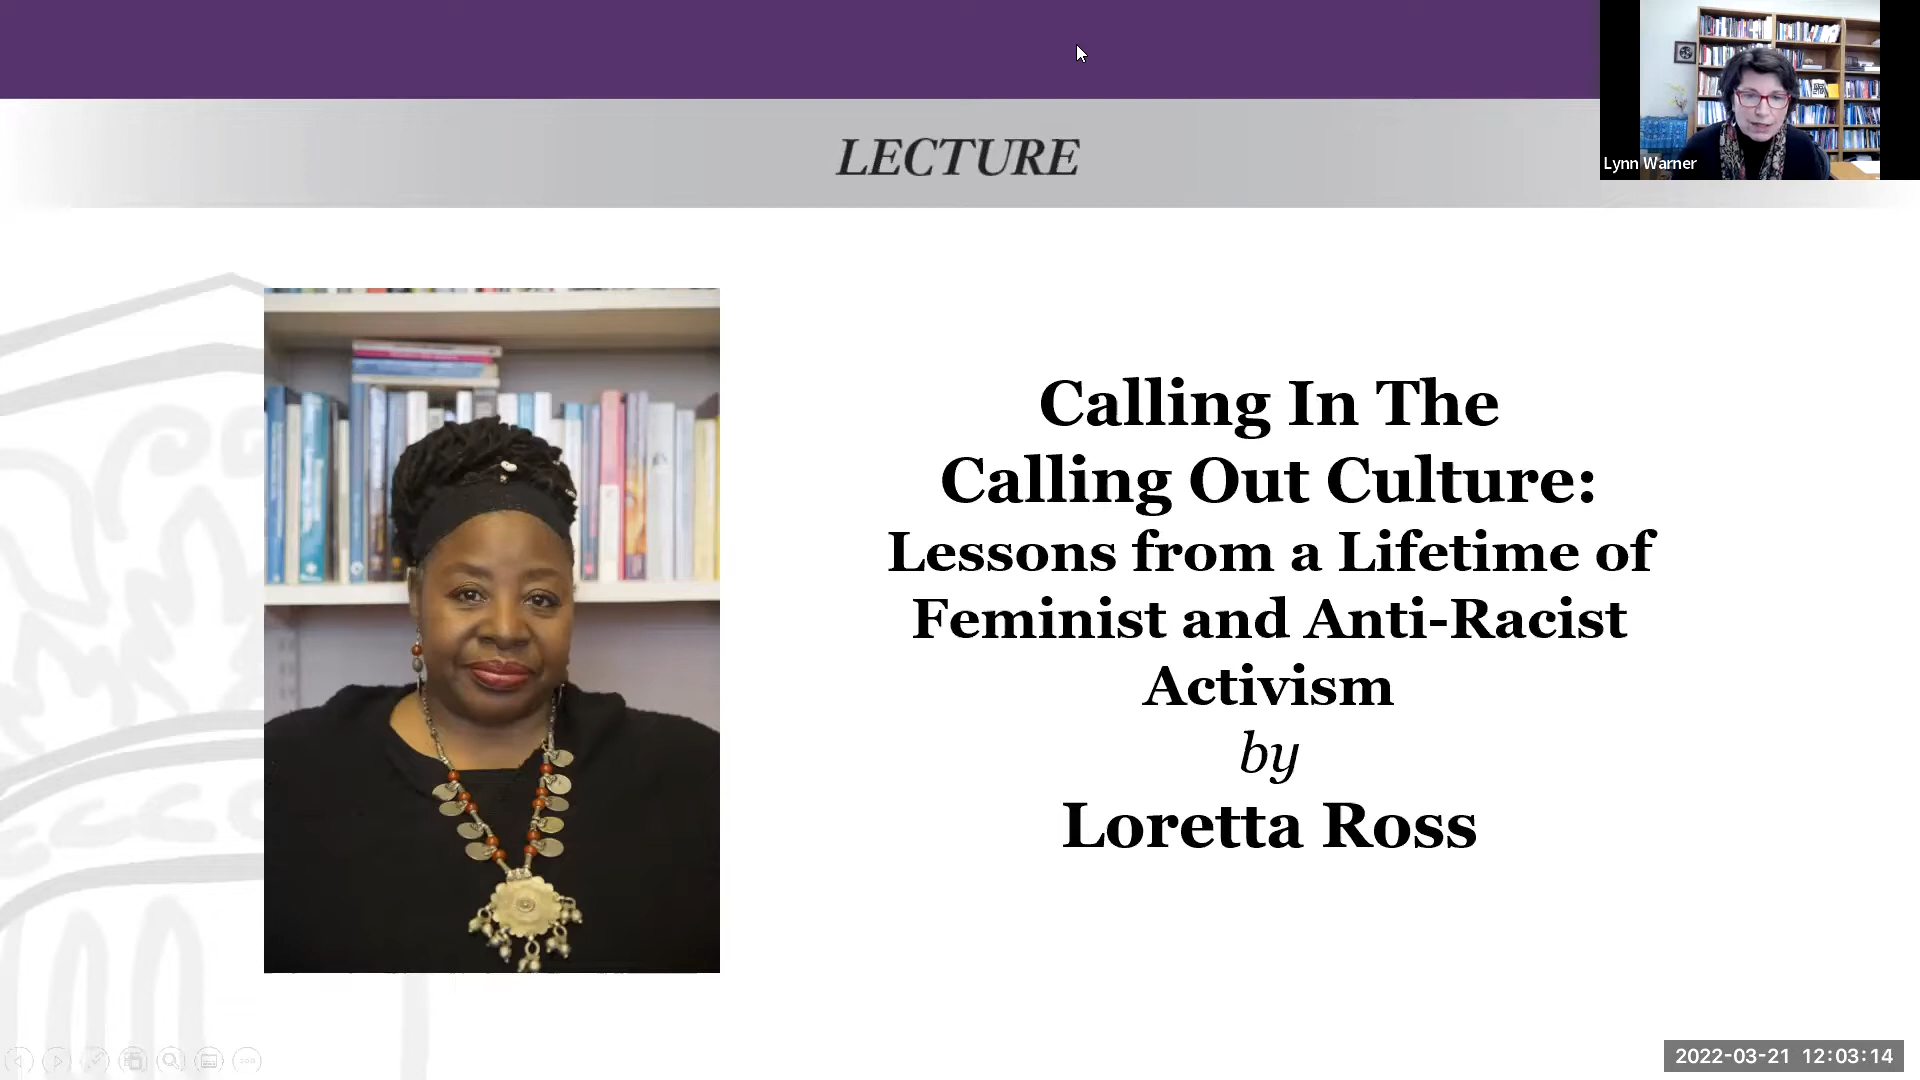 LECTURE
Lynn Warner
Calling In The
Calling Out Culture:
Lessons from a Lifetime of
Feminist and Anti-Racist
Activism
by
Loretta Ross
2022-03-21 12:03:14